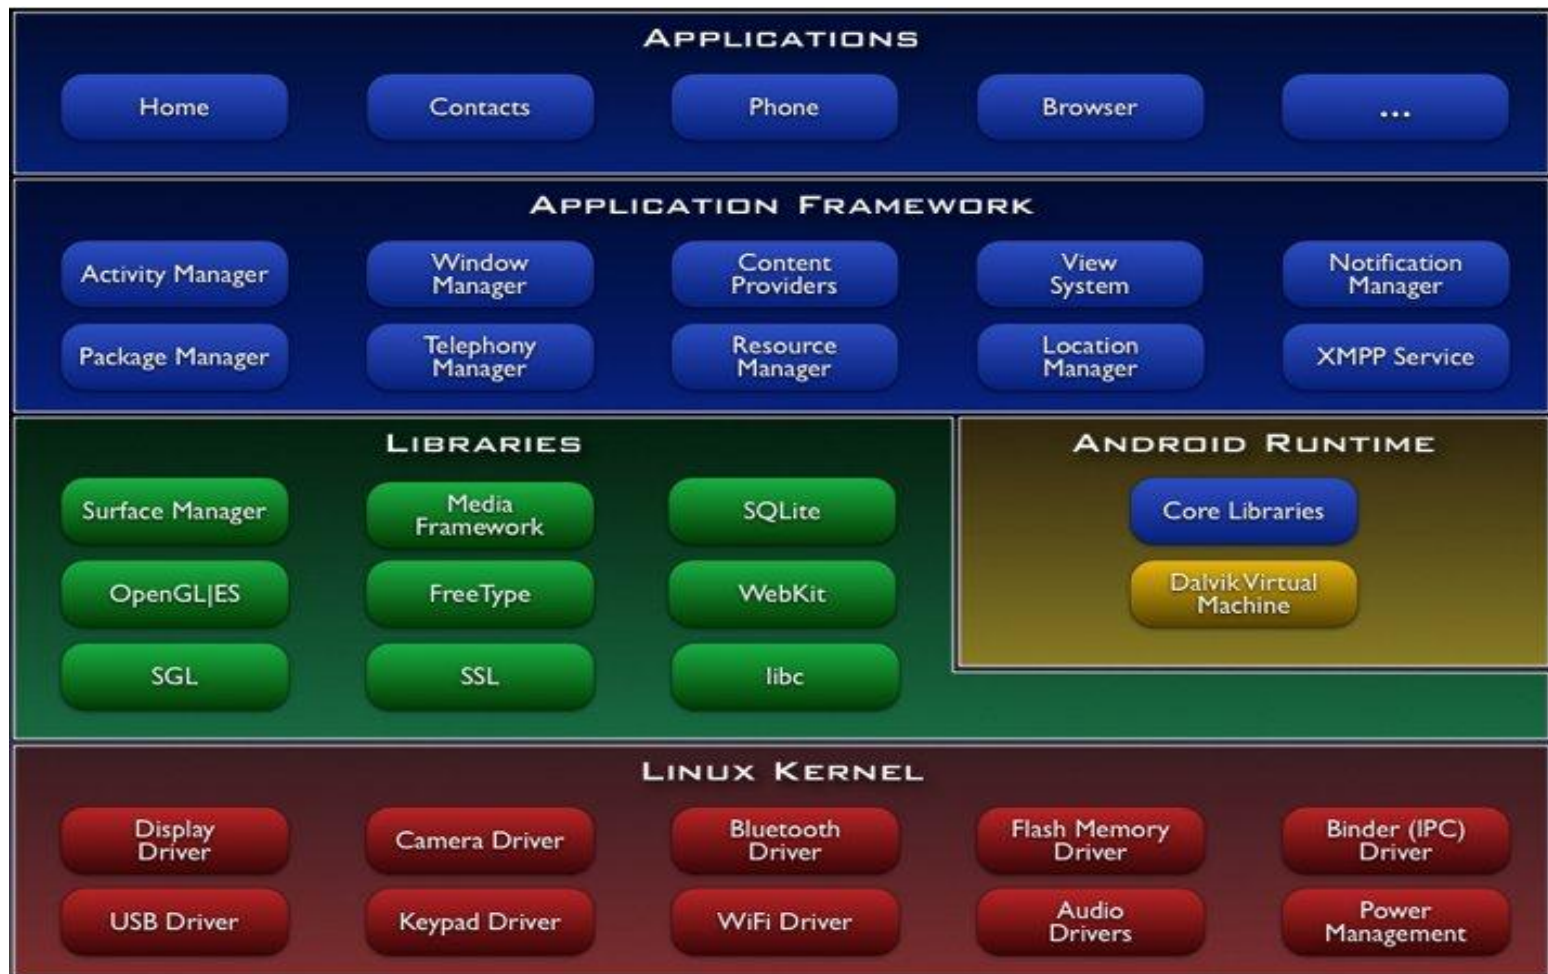 APPLICATIONS
Home
Contacts
Phone
Browser
...
APPLICATION FRAMEWORK
Activity Manager
Window
Manager
Content
Providers
View
System
Notification
Manager
Package Manager
Telephony
Manager
Resource
Manager
Location
Manager
XMPP Service
LIBRARIES
Surface Manager
Media
Framework
SQLite
OpenGL|ES
FreeType
WebKit
SGL
SSL
libc
ANDROID RUNTIME
Core Libraries
Dalvik Virtual
Machine
LINUX KERNEL
Display
Driver
Camera Driver
Bluetooth
Driver
Flash Memory
Driver
Binder (IPC)
Driver
USB Driver
Keypad Driver
WiFi Driver
Audio
Drivers
Power
Management